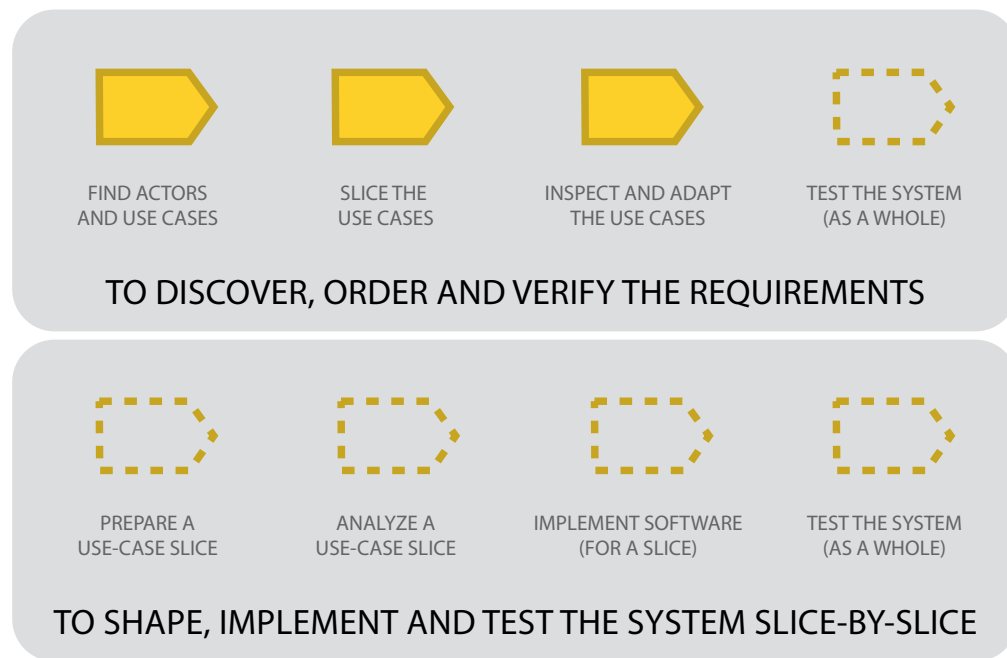 FIND ACTORS
AND USE CASES
SLICE THE
USE CASES
INSPECT AND ADAPT
THE USE CASES
TEST THE SYSTEM
(AS A WHOLE)
TO DISCOVER, ORDER AND VERIFY THE REQUIREMENTS
PREPARE A
USE-CASE SLICE
ANALYZE A
USE-CASE SLICE
IMPLEMENT SOFTWARE
(FOR A SLICE)
TEST THE SYSTEM
(AS A WHOLE)
TO SHAPE, IMPLEMENT AND TEST THE SYSTEM SLICE-BY-SLICE